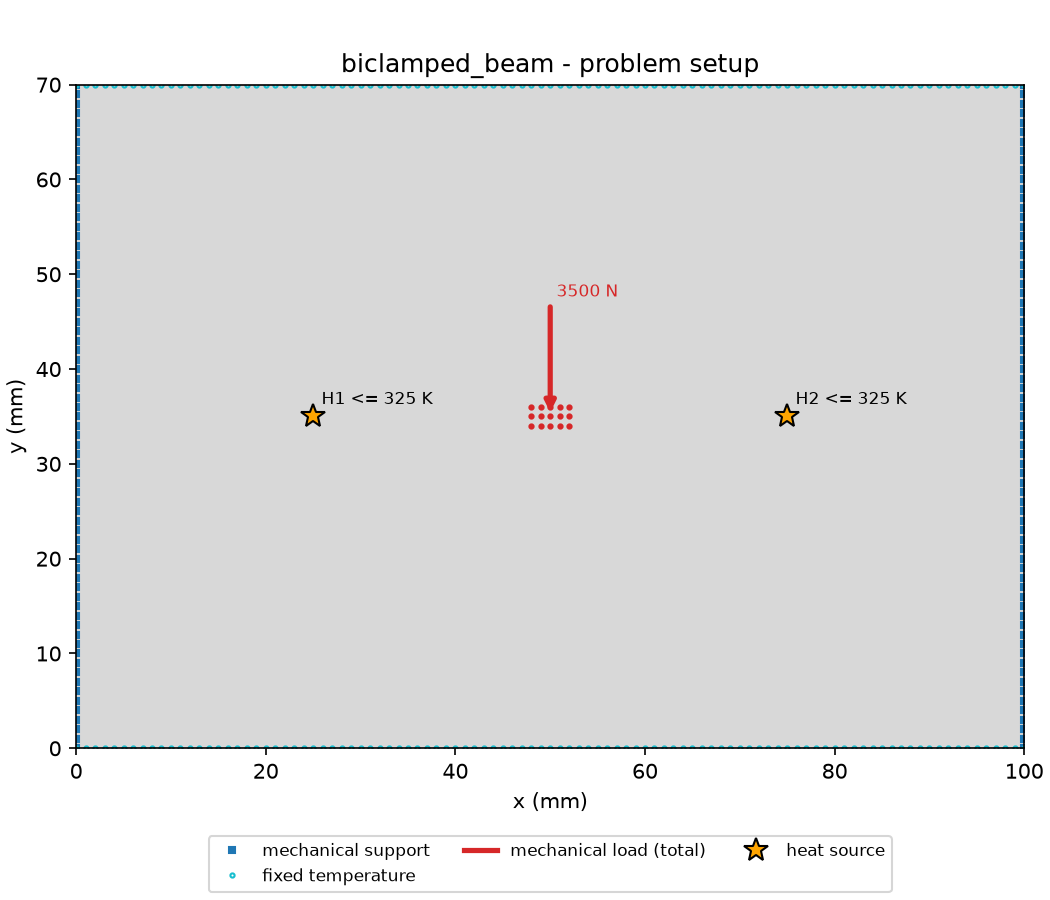 biclamped_beam - problem setup
70
60
50
40
30
20
10
0
y (mm)
3500 N
H1 <= 325 K
H2 <= 325 K
0 20 40 60 80 100
x (mm)
mechanical support
mechanical load (total)
heat source
fixed temperature